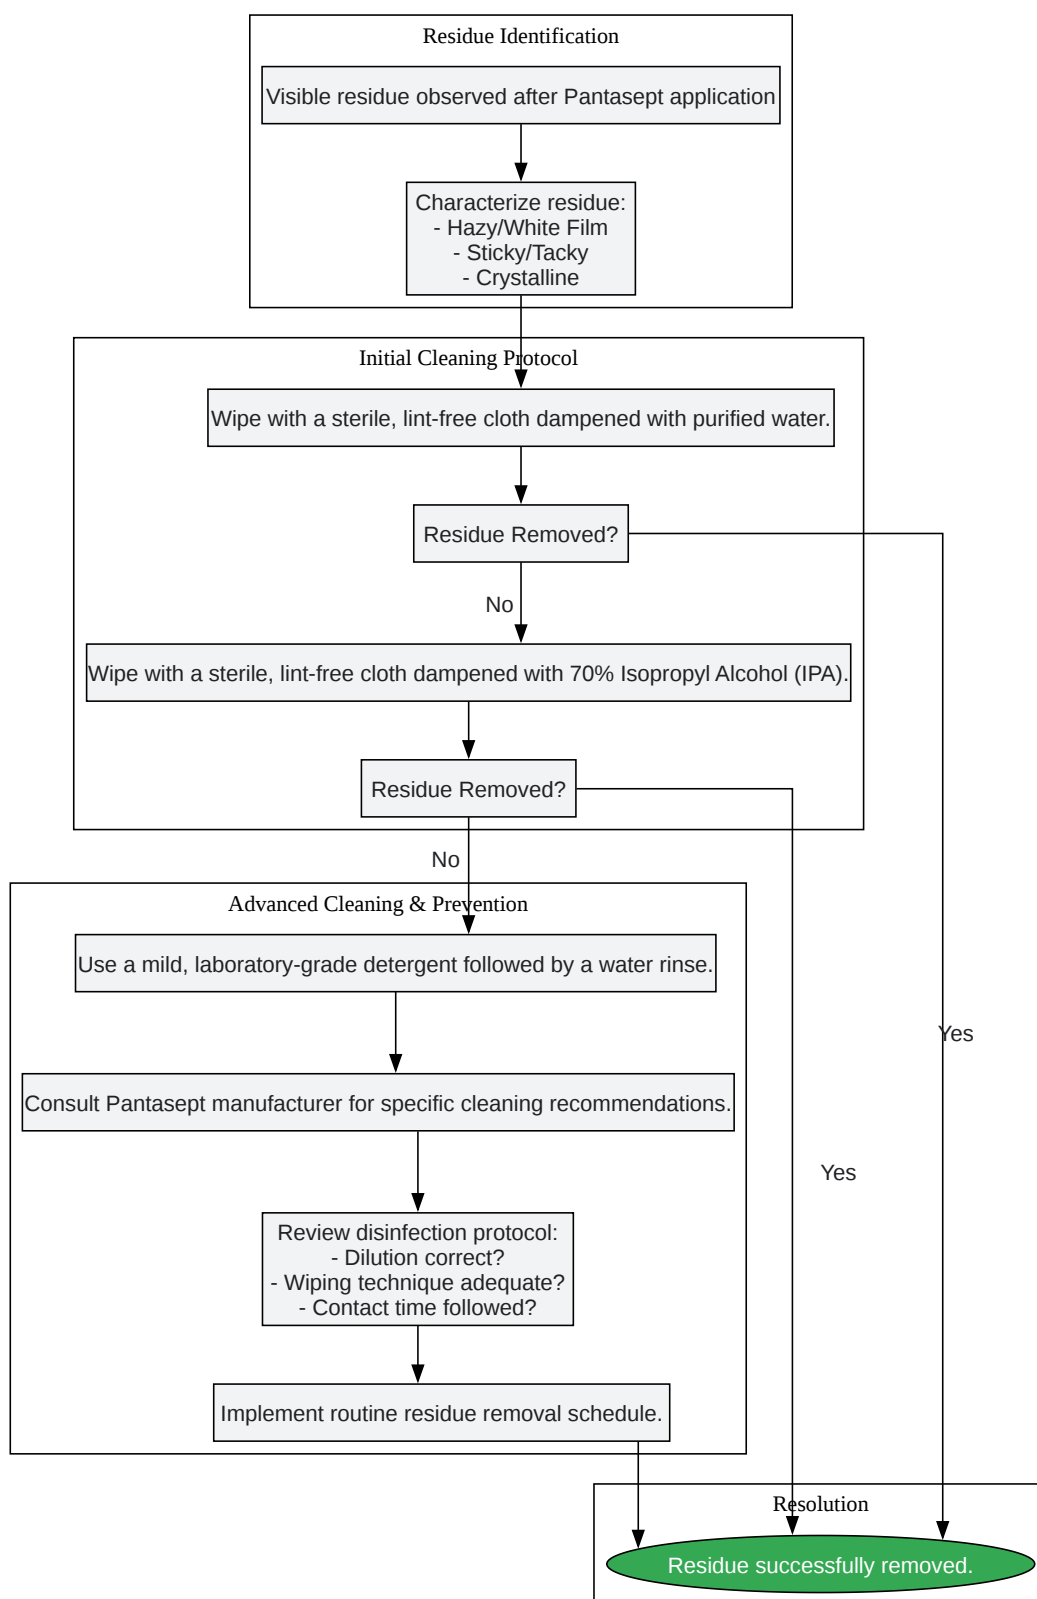 Residue Identification
Visible residue observed after Pantasept application
Characterize residue:
- Hazy/White Film
- Sticky/Tacky
- Crystalline
Initial Cleaning Protocol
Wipe with a sterile, lint-free cloth dampened with purified water.
Residue Removed?
No
Wipe with a sterile, lint-free cloth dampened with 70% Isopropyl Alcohol (IPA).
Residue Removed?
No
Advanced Cleaning & Prevention
Use a mild, laboratory-grade detergent followed by a water rinse.
Yes
Consult Pantasept manufacturer for specific cleaning recommendations.
Yes
Review disinfection protocol:
- Dilution correct?
- Wiping technique adequate?
- Contact time followed?
Implement routine residue removal schedule.
Resolution
Residue successfully removed.